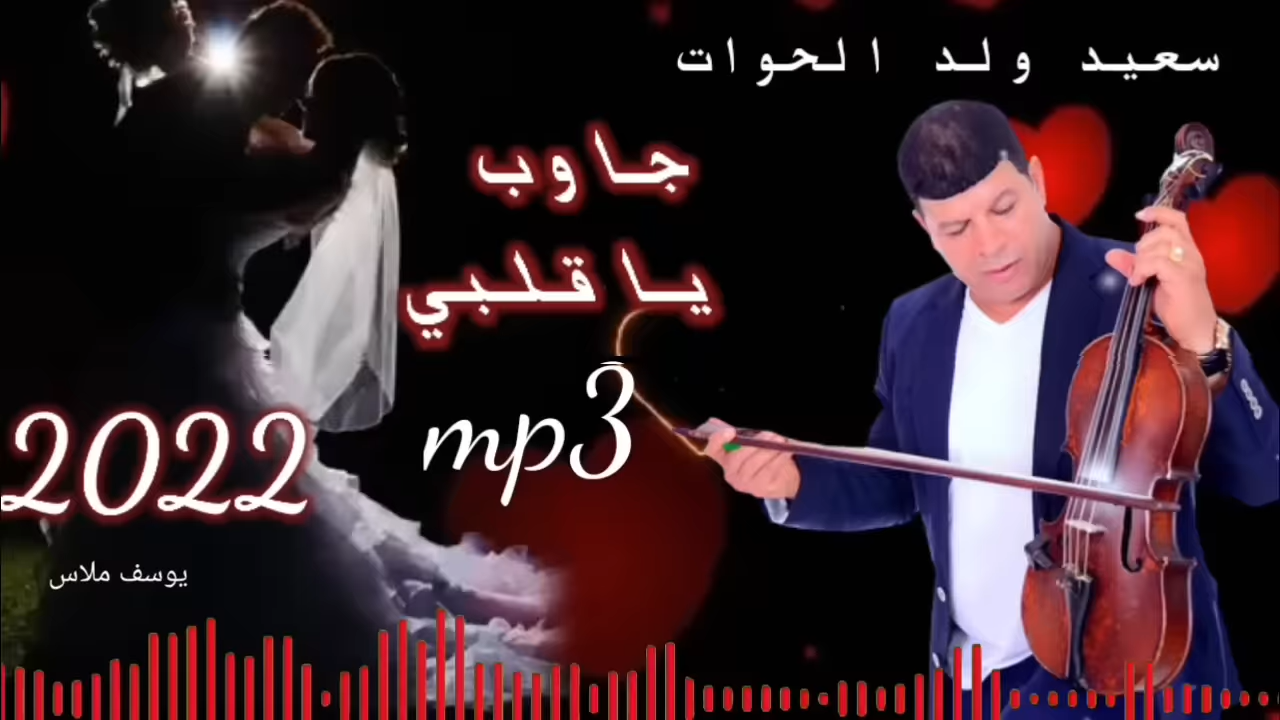 سعيد ولد الحوات
جاوب
يا قلبي
mp3
2022
يوسف ملاس